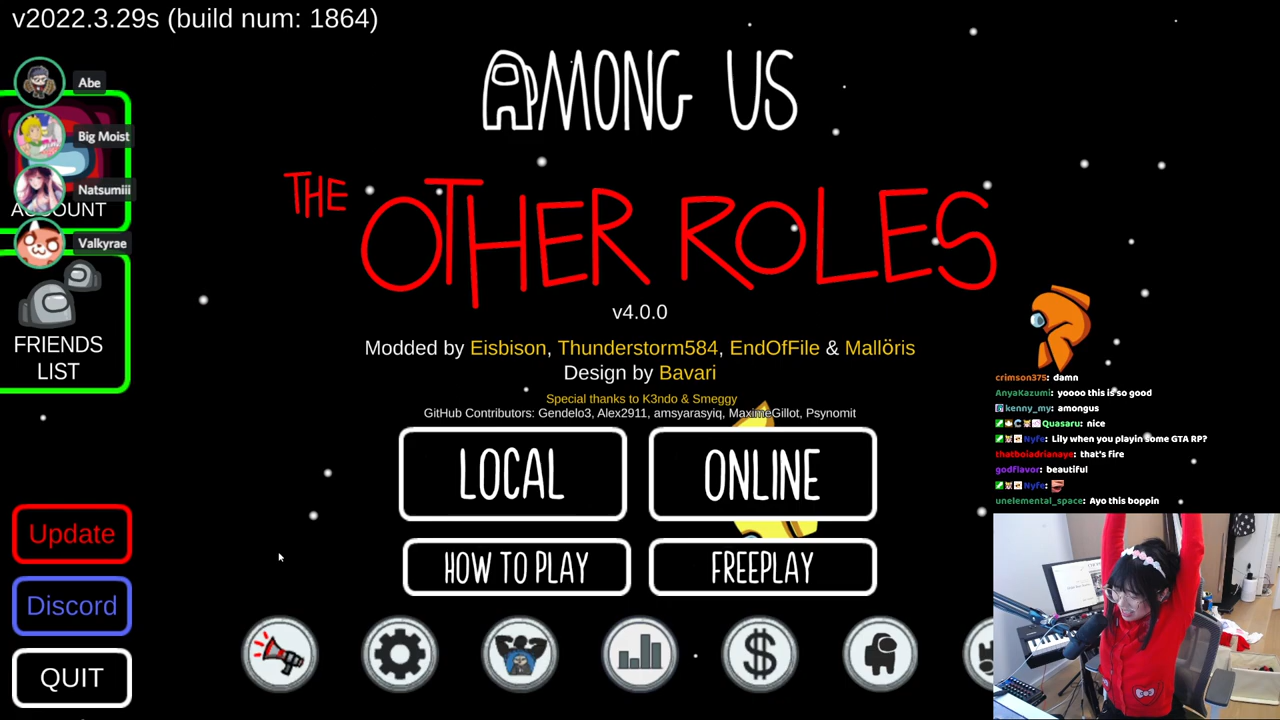 v2022.3.29s (build num: 1864)
Abe
Big Moist
Natsumiii
ACCOUNT
Valkyrae
FRIENDS
LIST
AMONG US
THE OTHER ROLES
v4.0.0
Modded by Eisbison, Thunderstorm584, EndOfFile & Mallöris
Design by Bavari
Special thanks to K3ndo & Smeggy
GitHub Contributors: Gendelo3, Alex2911, amsyarasyiq, MaximeGillot, Psynomit
LOCAL
ONLINE
HOW TO PLAY
FREEPLAY
Update
Discord
QUIT
crimson375: damn
AnyaKazumi: yoooo this is so good
kenny_my: amongus
Quasaru: nice
Nyfe: Lily when you playin some GTA RP?
thatboiadrianaye: that's fire
godflavor: beautiful
Nyfe:
unelemental_space: Ayo this boppin